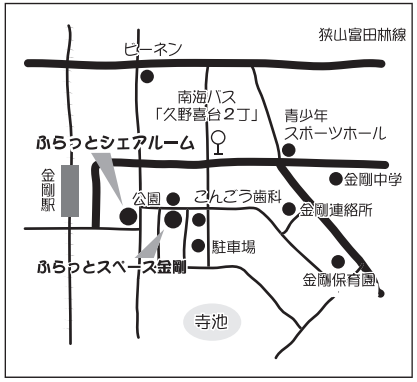 狭山富田林線
ピーネン
南海バス
「久野喜台2丁」
青少年
スポーツホール
ふらっとシェアルーム
金剛駅
公園
こんごう歯科
金剛中学
金剛連絡所
駐車場
ふらっとスペース金剛
金剛保育園
寺池